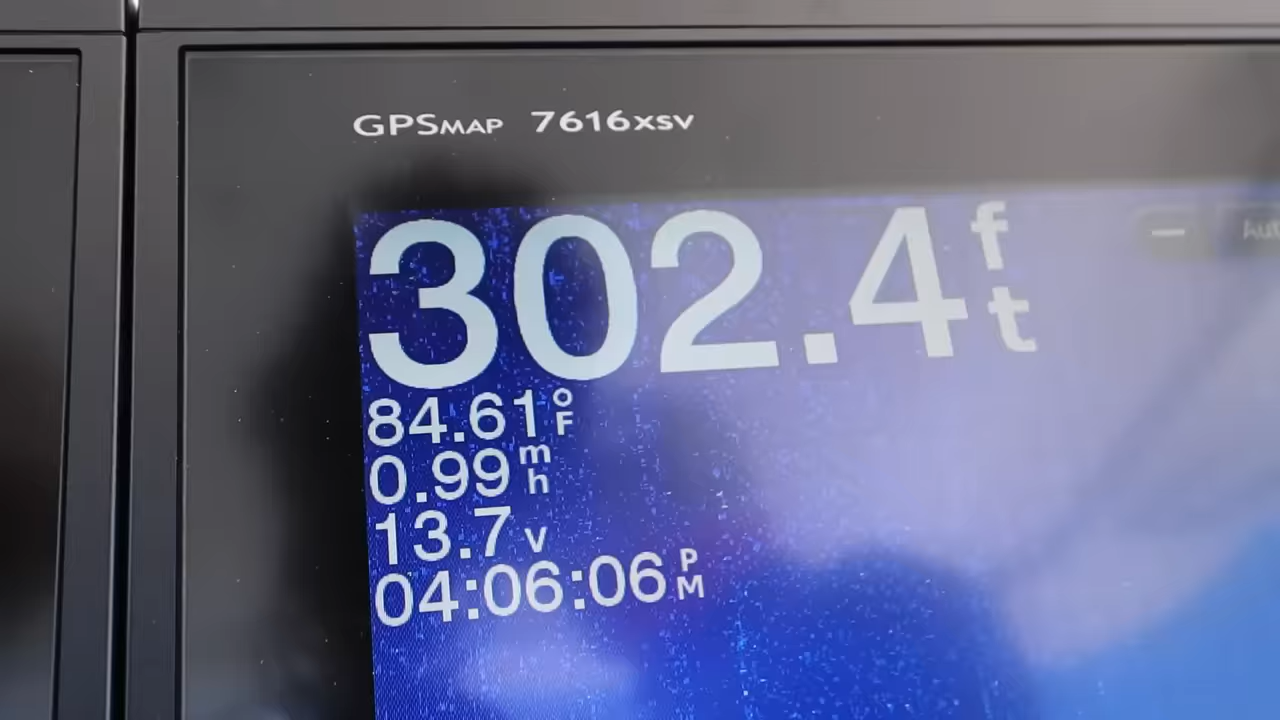 GPSMAP 7616xsv
302.4 ft
84.61 °F
0.99 mh
13.7 v
04:06:06 PM